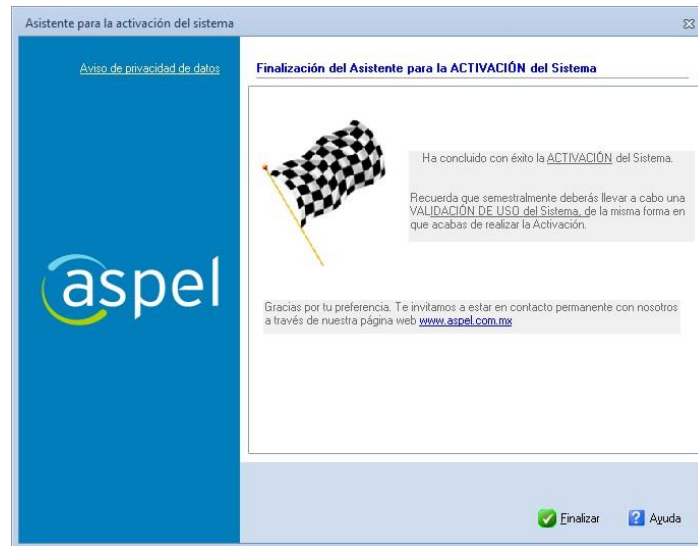 Asistente para la activación del sistema
Aviso de privacidad de datos
Finalización del Asistente para la ACTIVACIÓN del Sistema
Ha concluido con éxito la ACTIVACIÓN del Sistema.
Recuerda que semestralmente deberás llevar a cabo una
VALIDACIÓN DE USO del Sistema, de la misma forma en
que acabas de realizar la Activación.
aspel
Gracias por tu preferencia. Te invitamos a estar en contacto permanente con nosotros
a través de nuestra página web www.aspel.com.mx
Finalizar
Ayuda